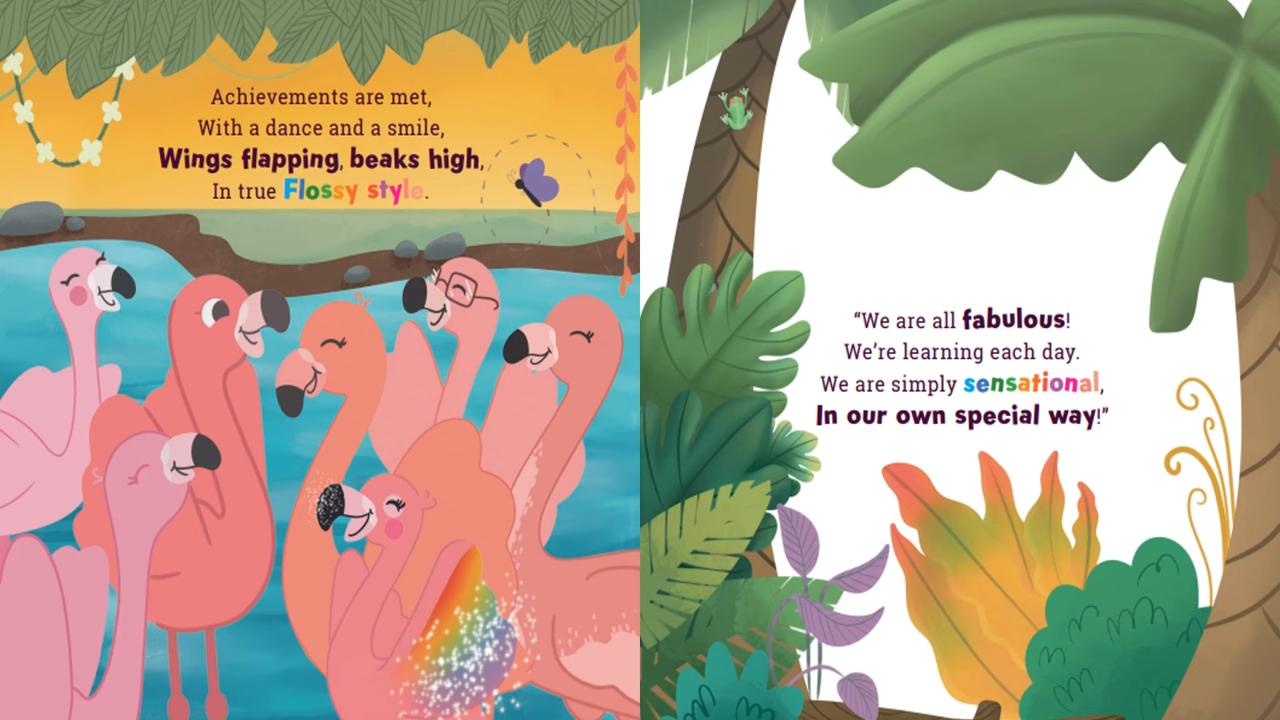 Achievements are met,
With a dance and a smile,
Wings flapping, beaks high,
In true Flossy style.
“We are all fabulous!
We’re learning each day.
We are simply sensational,
In our own special way!”